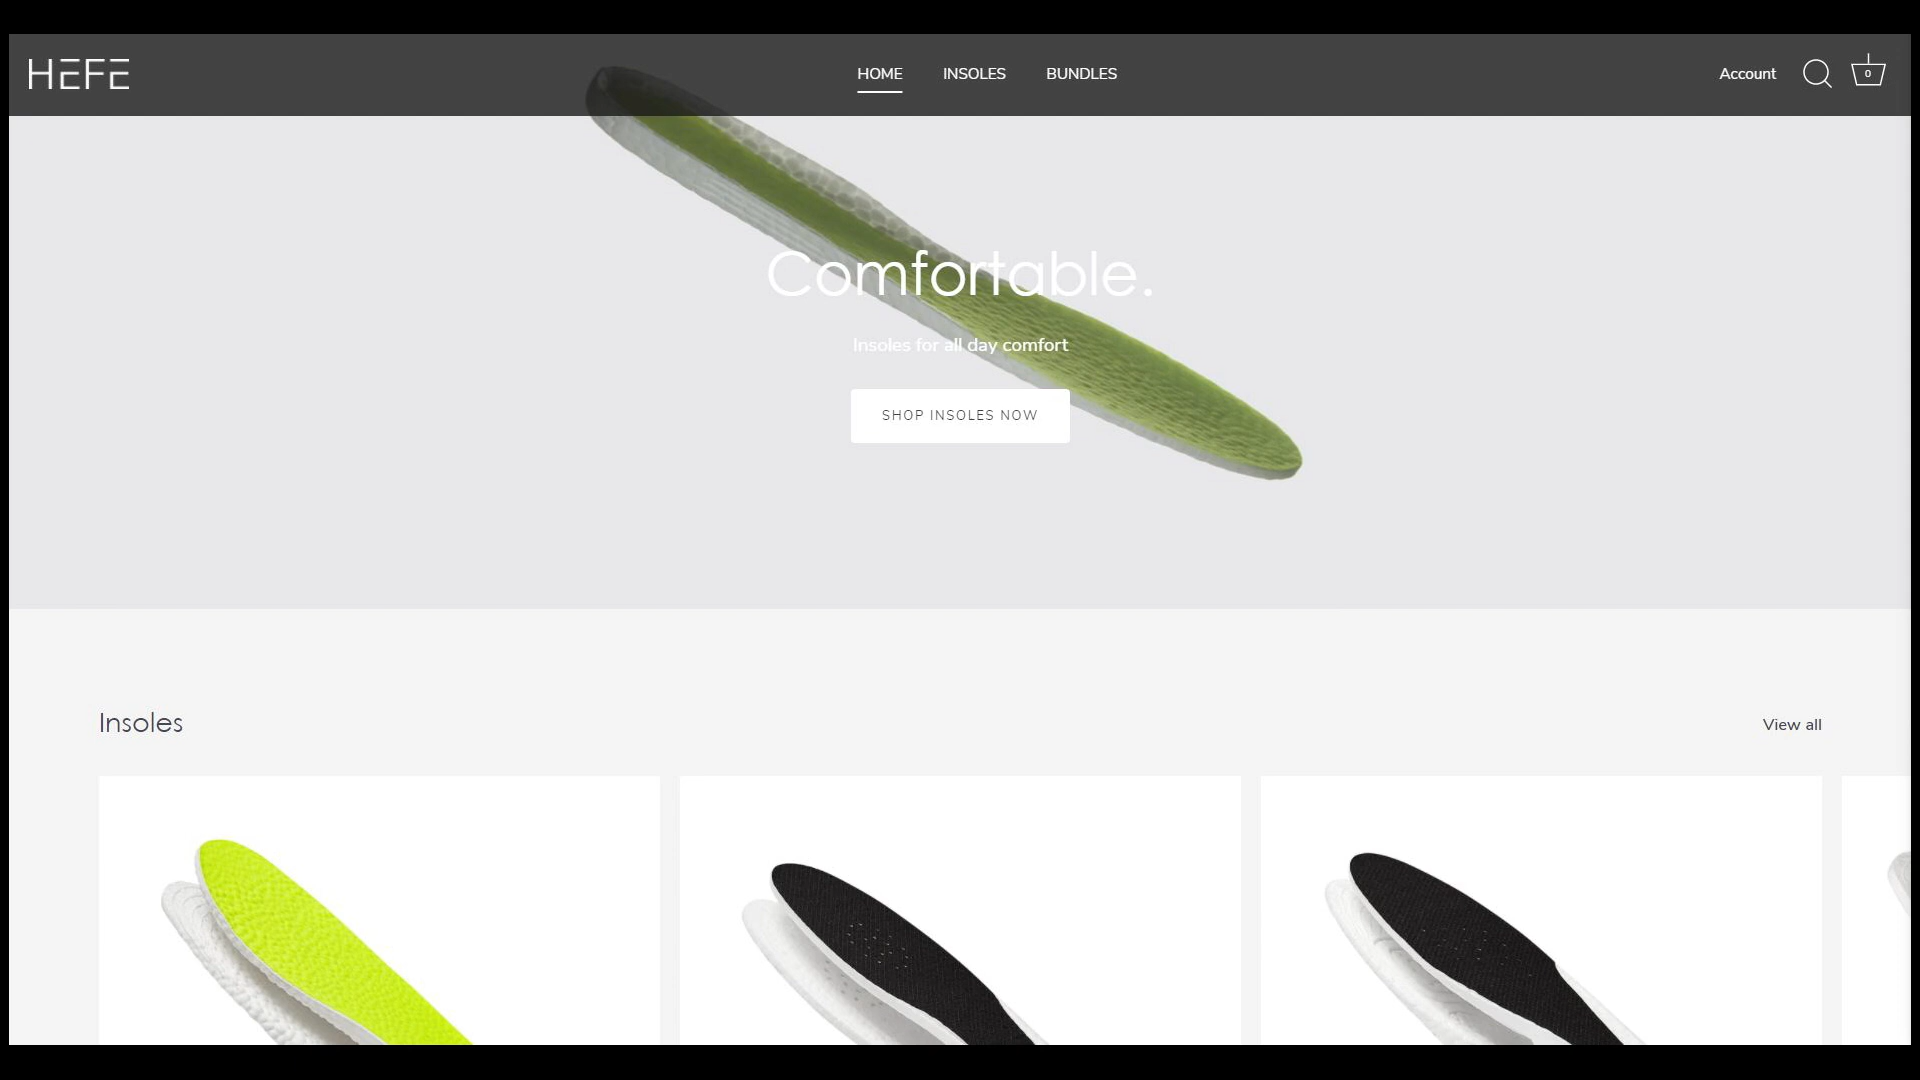 HEFE
HOME
INSOLES
BUNDLES
Account
0
Comfortable.
Insoles for all day comfort
SHOP INSOLES NOW
Insoles
View all